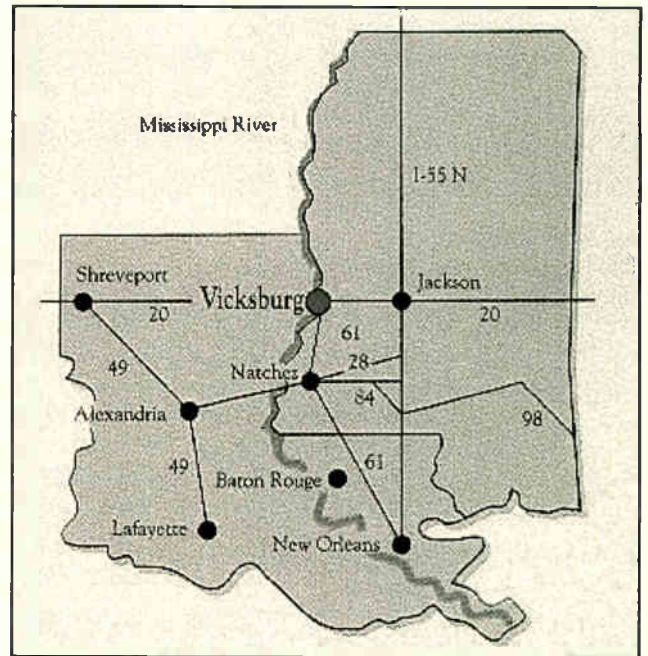 Mississippi River
I-55 N
Shreveport
Vicksburg
Jackson
20
20
61
49
28
Natchez
84
Alexandria
98
49
61
Baton Rouge
Lafayette
New Orleans